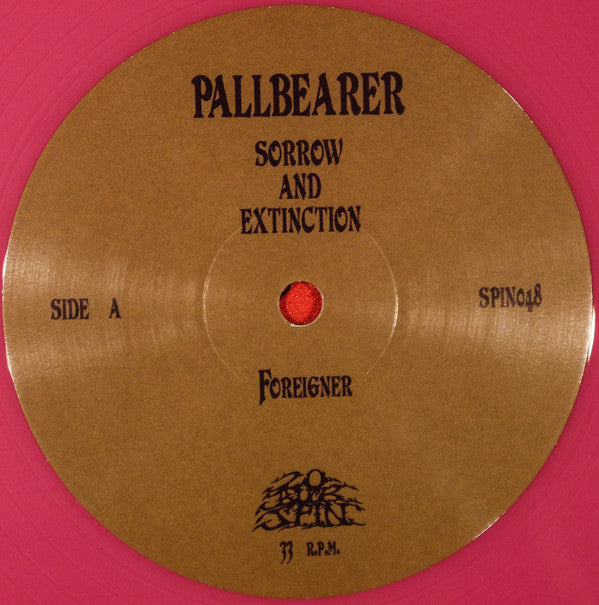 PALLBEARER
SORROW
AND
EXTINCTION
SIDE A
SPIN048
FOREIGNER
20
BUCK
SPIN
33 R.P.M.